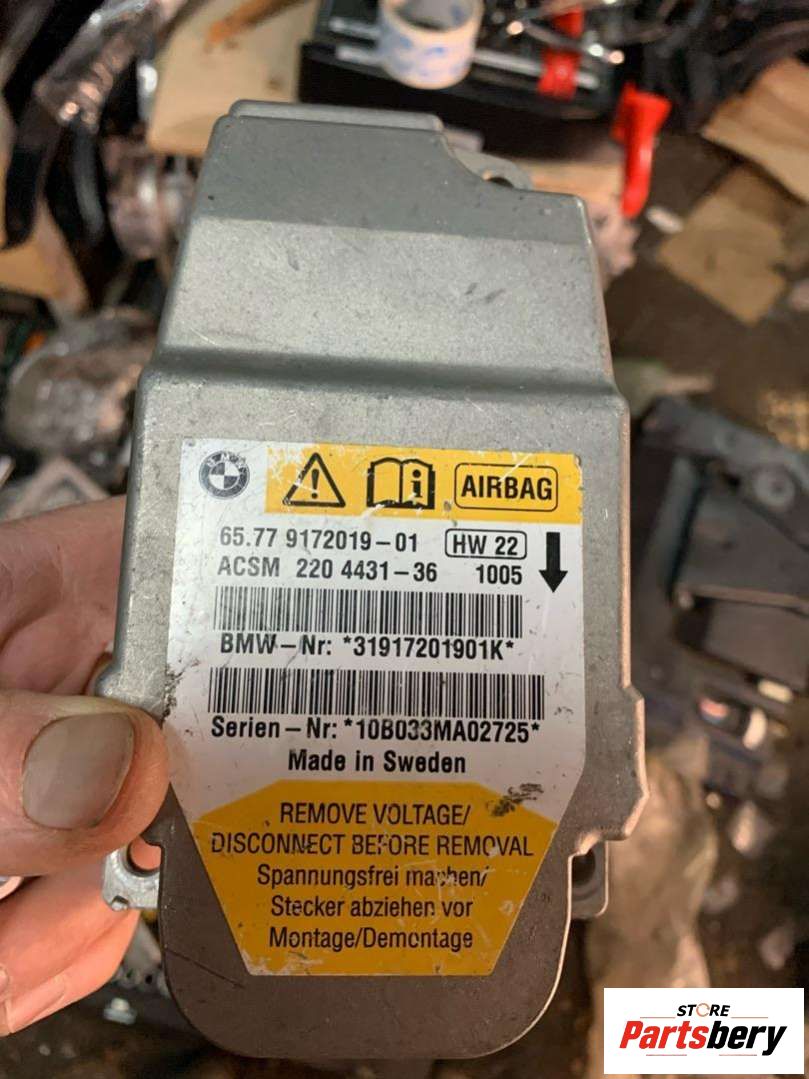 BMW
AIRBAG
65.77 9172019-01 HW 22
ACSM 220 4431-36 1005
BMW-Nr: *31917201901K*
Serien-Nr: *10B033MA02725*
Made in Sweden
REMOVE VOLTAGE/
DISCONNECT BEFORE REMOVAL
Spannungsfrei machen/
Stecker abziehen vor
Montage/Demontage
STORE
Partsbery